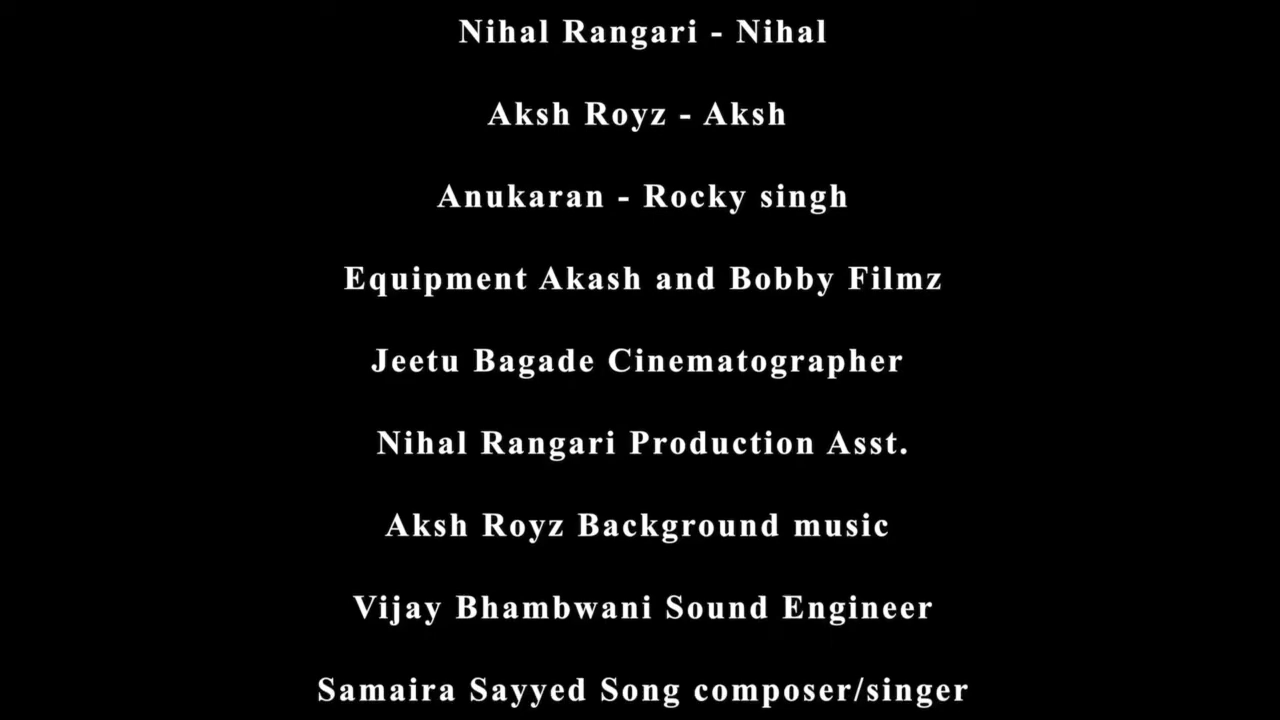 Nihal Rangari - Nihal
Aksh Royz - Aksh
Anukaran - Rocky singh
Equipment Akash and Bobby Filmz
Jeetu Bagade Cinematographer
Nihal Rangari Production Asst.
Aksh Royz Background music
Vijay Bhambwani Sound Engineer
Samaira Sayyed Song composer/singer